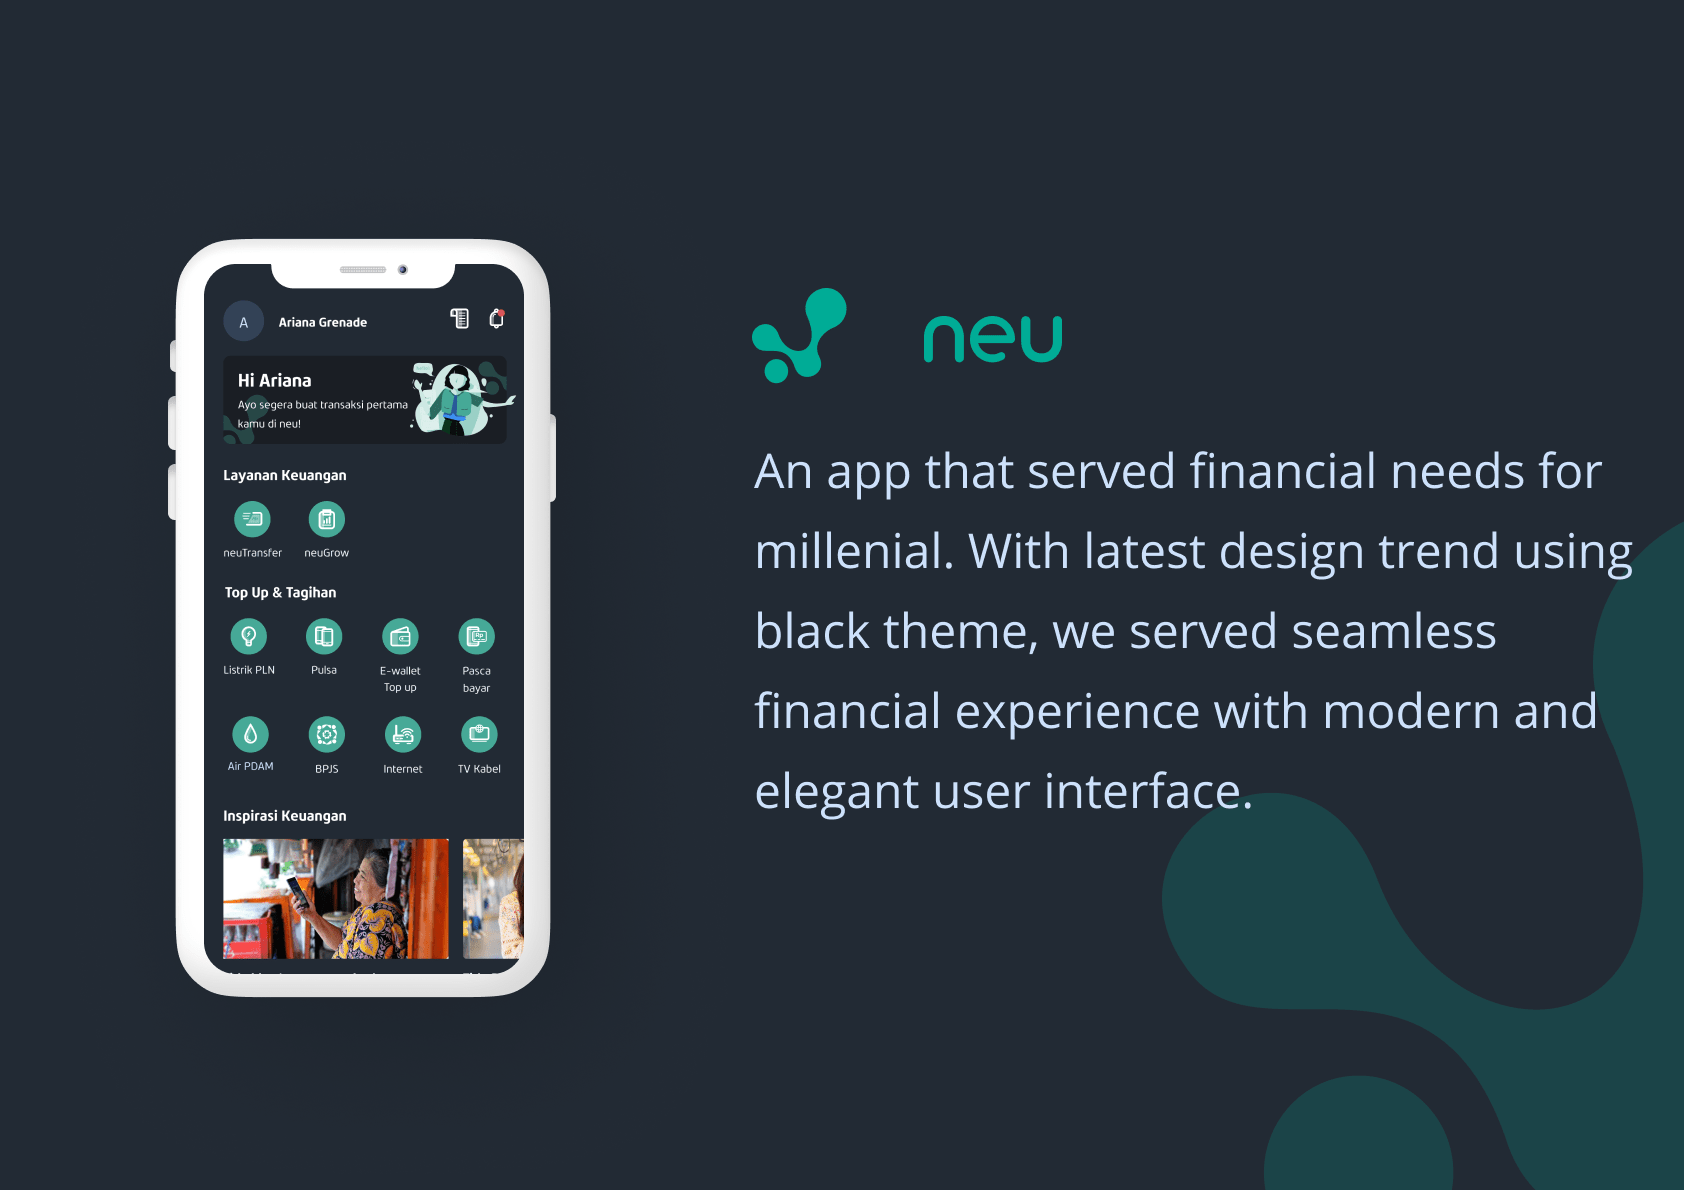 A
Ariana Grenade
Hi Ariana
Ayo segera buat transaksi pertama
kamu di neu!
Layanan Keuangan
neuTransfer
neuGrow
Top Up & Tagihan
Rp
Listrik PLN
Pulsa
E-wallet
Top up
Pasca
bayar
Air PDAM
BPJS
Internet
TV Kabel
Inspirasi Keuangan
neu
An app that served financial needs for
millenial. With latest design trend using
black theme, we served seamless
financial experience with modern and
elegant user interface.